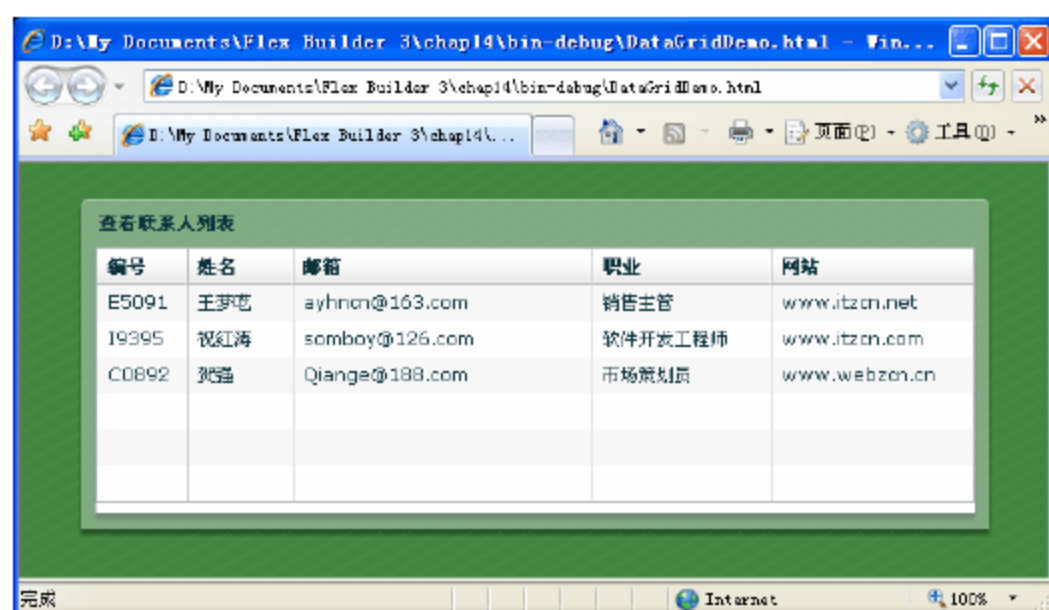 D:\My Documents\Flex Builder 3\chap14\bin-debug\DataGridDemo.html - Win...
D:\My Documents\Flex Builder 3\chap14\bin-debug\DataGridDemo.html
D:\My Documents\Flex Builder 3\chap14\... 页面(P) 工具(O) »
查看联系人列表
编号 姓名 邮箱 职业 网站
E5091 王梦 ayhncn@163.com 销售主管 www.itzcn.net
I9395 祝红涛 somboy@126.com 软件开发工程师 www.itzcn.com
C0892 贺强 Qiange@188.com 市场策划员 www.webzcn.cn
完成 Internet 100%